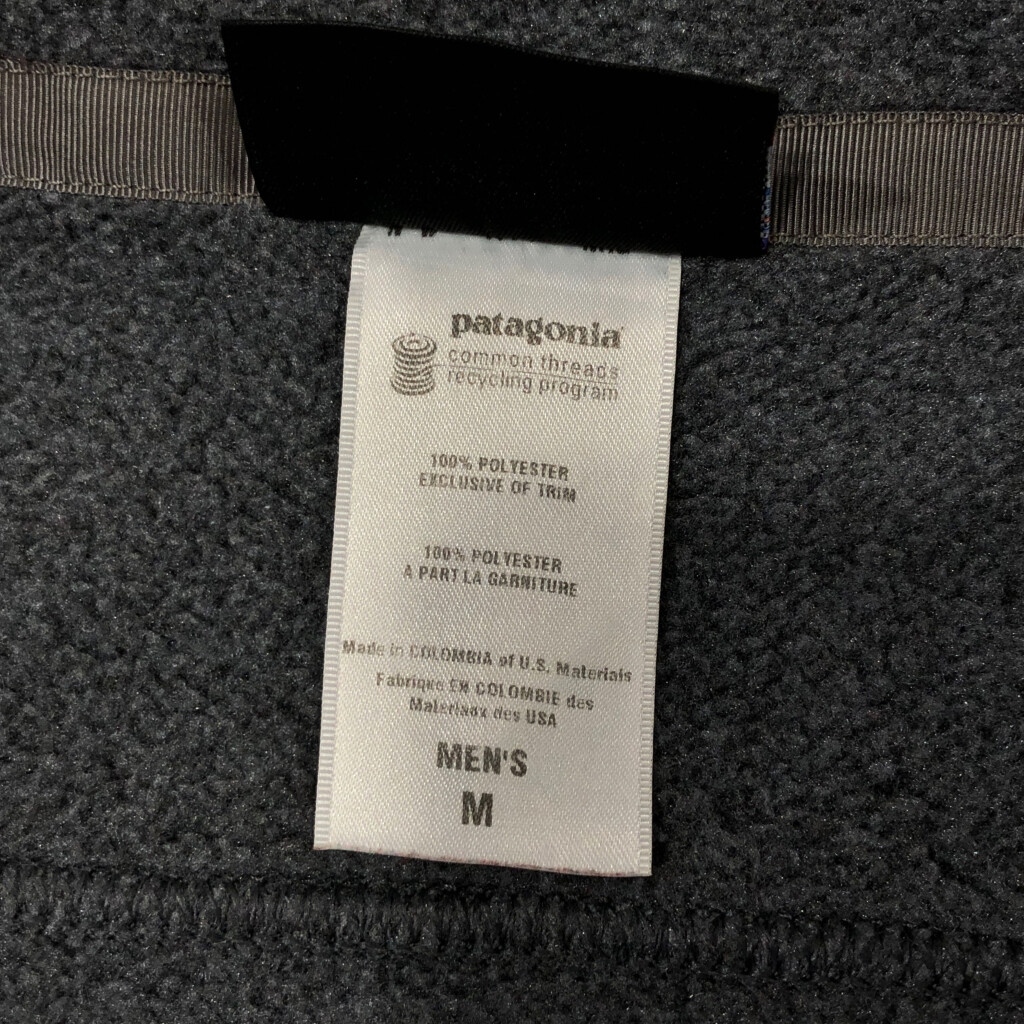 patagonia
common threads
recycling program
100% POLYESTER
EXCLUSIVE OF TRIM
100% POLYESTER
A PART LA GARNITURE
Made in COLOMBIA of U.S. Materials
Fabrique EN COLOMBIE des
Materiaux des USA
MEN'S
M